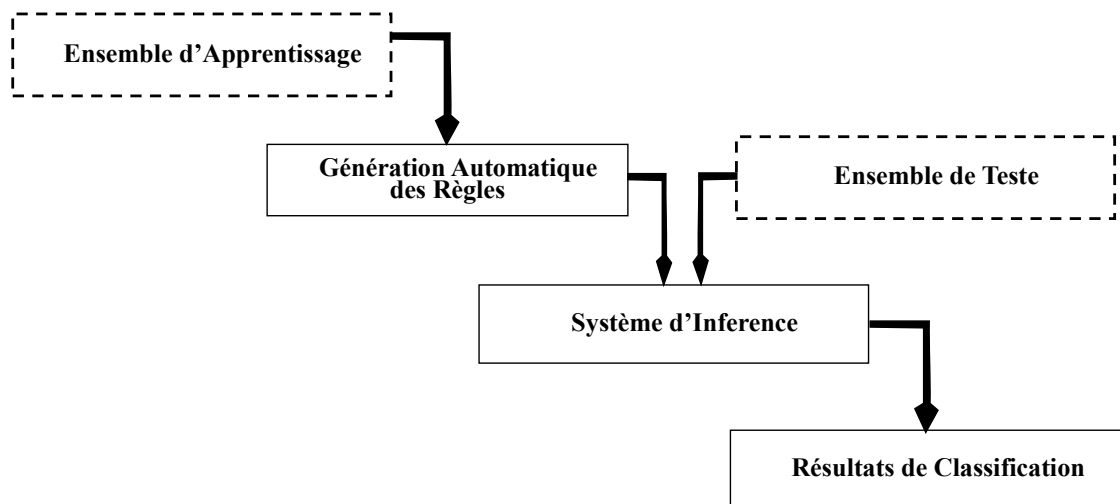 Ensemble d’Apprentissage
Génération Automatique
des Règles
Ensemble de Teste
Système d’Inference
Résultats de Classification